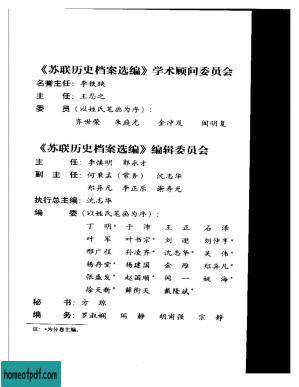 《苏联历史档案选编》学术顾问委员会
名誉主任：李铁映
主 任：王忍之
委 员（以姓氏笔画为序）：
齐世荣 朱庭光 金冲及 阎明复
《苏联历史档案选编》编辑委员会
主 任：李慎明 郭永才
副 主 任：何秉孟（常务） 沈志华
郑异凡 李正乐 谢寿光
执行总主编：沈志华
编 委（以姓氏笔画为序）：
丁 明* 于 沛 王 正 石 泽
叶 军 叶书宗* 刘 逖 刘仲亨*
邢广程 孙凌齐* 沈志华* 吴 伟*
杨存堂* 杨建国 金 雁 郑异凡*
张盛发* 赵国顺* 闻 一 姚 海*
徐天新* 薛衔天 戴隆斌*
秘 书：方 琼
编 务：罗淑娴 周 静 胡甫强 宗 静
注：*为分卷主编。
homeofpdf.com